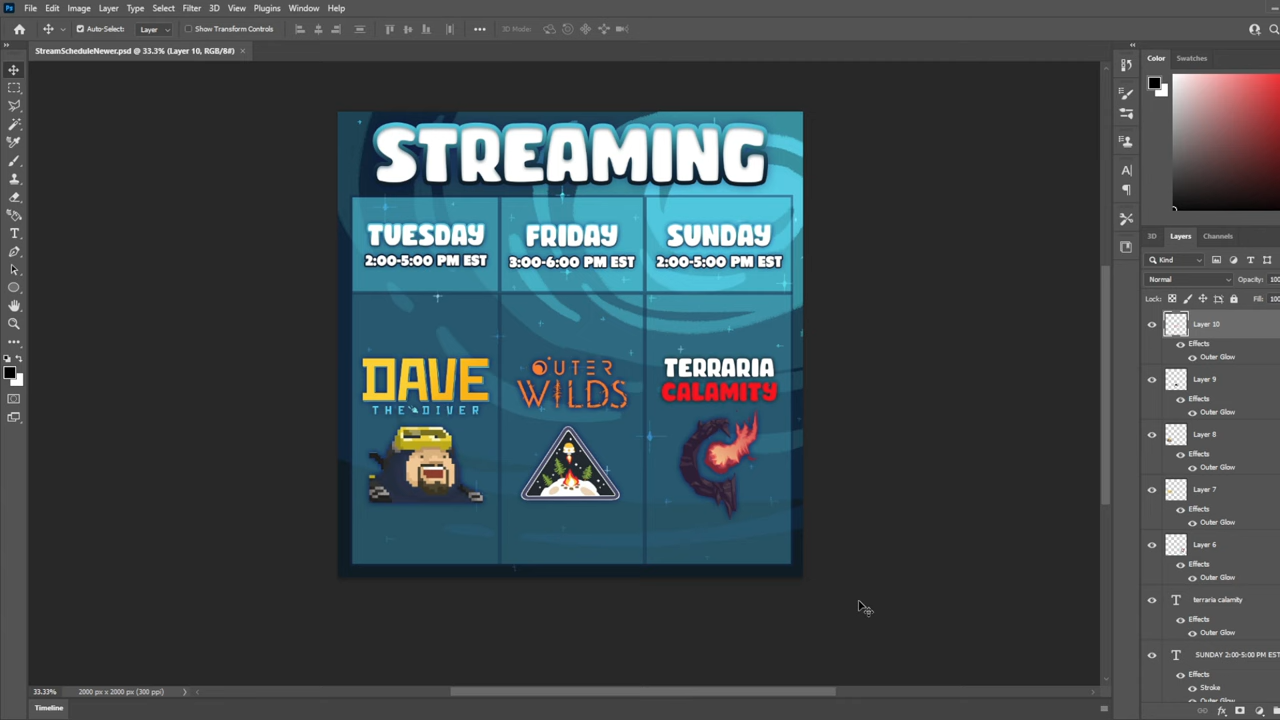 File Edit Image Layer Type Select Filter 3D View Plugins Window Help
Auto-Select: Layer Show Transform Controls 3D Mode:
StreamScheduleNewer.psd @ 33.3% (Layer 10, RGB/8#)
STREAMING
TUESDAY
2:00-5:00 PM EST
FRIDAY
3:00-6:00 PM EST
SUNDAY
2:00-5:00 PM EST
DAVE
THE DIVER
OUTER
WILDS
TERRARIA
CALAMITY
Color Swatches
3D Layers Channels
Kind
Normal Opacity: 100
Lock: Fill: 100
Layer 10
Effects
Outer Glow
Layer 9
Effects
Outer Glow
Layer 8
Effects
Outer Glow
Layer 7
Effects
Outer Glow
Layer 6
Effects
Outer Glow
terraria calamity
Effects
Outer Glow
SUNDAY 2:00-5:00 PM EST
Effects
Stroke
Outer Glow
33.33% 2000 px x 2000 px (300 ppi)
Timeline